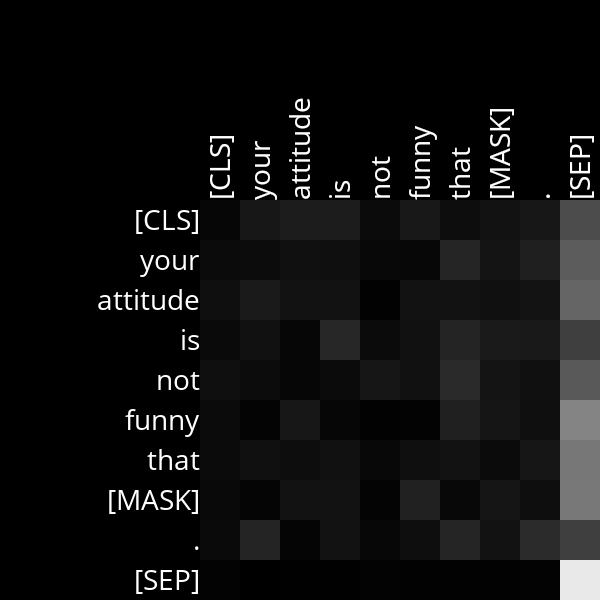 [CLS] your attitude is not funny that [MASK] . [SEP]
[CLS]
your
attitude
is
not
funny
that
[MASK]
.
[SEP]